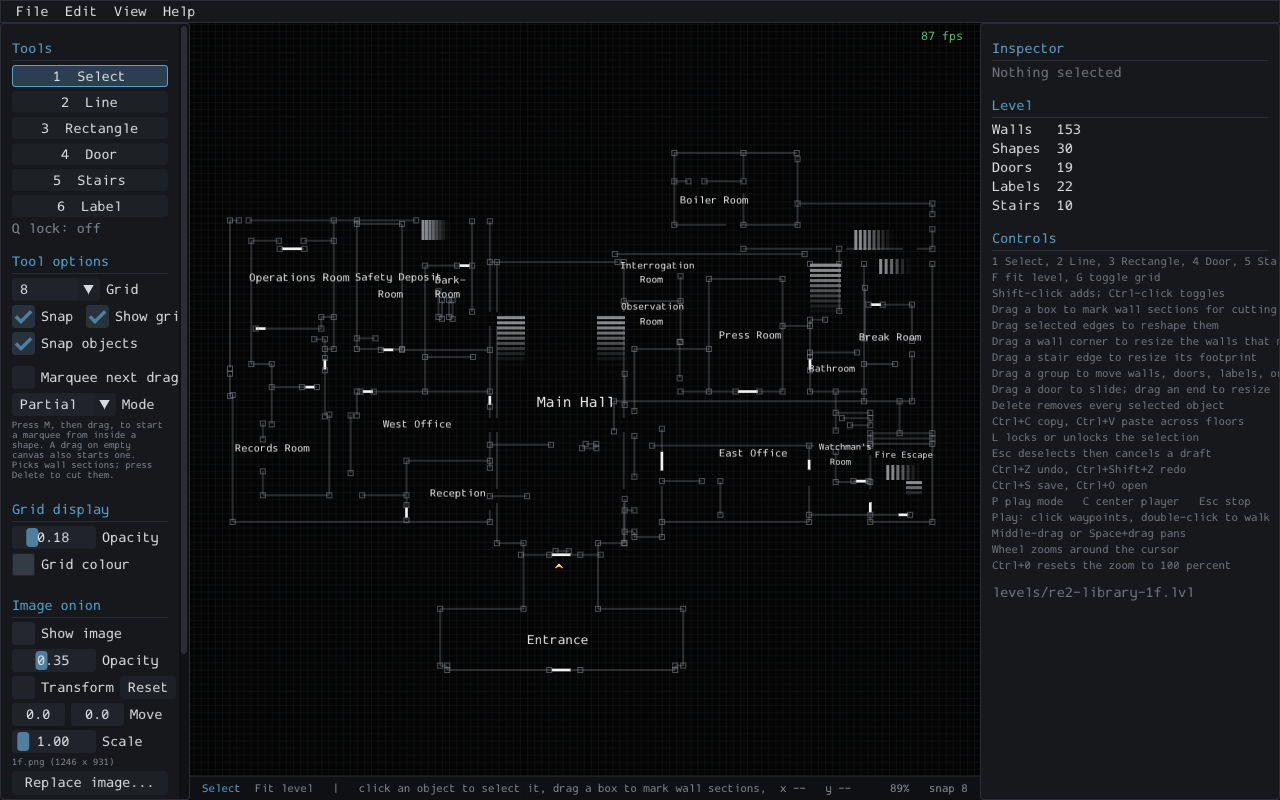 File Edit View Help
Tools
1 Select
2 Line
3 Rectangle
4 Door
5 Stairs
6 Label
Q lock: off
Tool options
8 Grid
Snap Show gri
Snap objects
Marquee next drag
Partial Mode
Press M, then drag, to start
a marquee from inside a
shape. A drag on empty
canvas also starts one.
Picks wall sections; press
Delete to cut them.
Grid display
0.18 Opacity
Grid colour
Image onion
Show image
0.35 Opacity
Transform Reset
0.0 0.0 Move
1.00 Scale
1f.png (1246 x 931)
Replace image...
87 fps
Boiler Room
Operations Room
Safety Deposit
Room
Dark-
Room
Interrogation
Room
Observation
Room
Press Room
Break Room
Bathroom
Main Hall
West Office
Records Room
East Office
Watchman's
Room
Fire Escape
Reception
Entrance
Select Fit level | click an object to select it, drag a box to mark wall sections, x -- y -- 89% snap 8
Inspector
Nothing selected
Level
Walls 153
Shapes 30
Doors 19
Labels 22
Stairs 10
Controls
1 Select, 2 Line, 3 Rectangle, 4 Door, 5 Sta
F fit level, G toggle grid
Shift-click adds; Ctrl-click toggles
Drag a box to mark wall sections for cutting
Drag selected edges to reshape them
Drag a wall corner to resize the walls that
Drag a stair edge to resize its footprint
Drag a group to move walls, doors, labels, o
Drag a door to slide; drag an end to resize
Delete removes every selected object
Ctrl+C copy, Ctrl+V paste across floors
L locks or unlocks the selection
Esc deselects then cancels a draft
Ctrl+Z undo, Ctrl+Shift+Z redo
Ctrl+S save, Ctrl+O open
P play mode C center player Esc stop
Play: click waypoints, double-click to walk
Middle-drag or Space+drag pans
Wheel zooms around the cursor
Ctrl+0 resets the zoom to 100 percent
levels/re2-library-1f.lvl